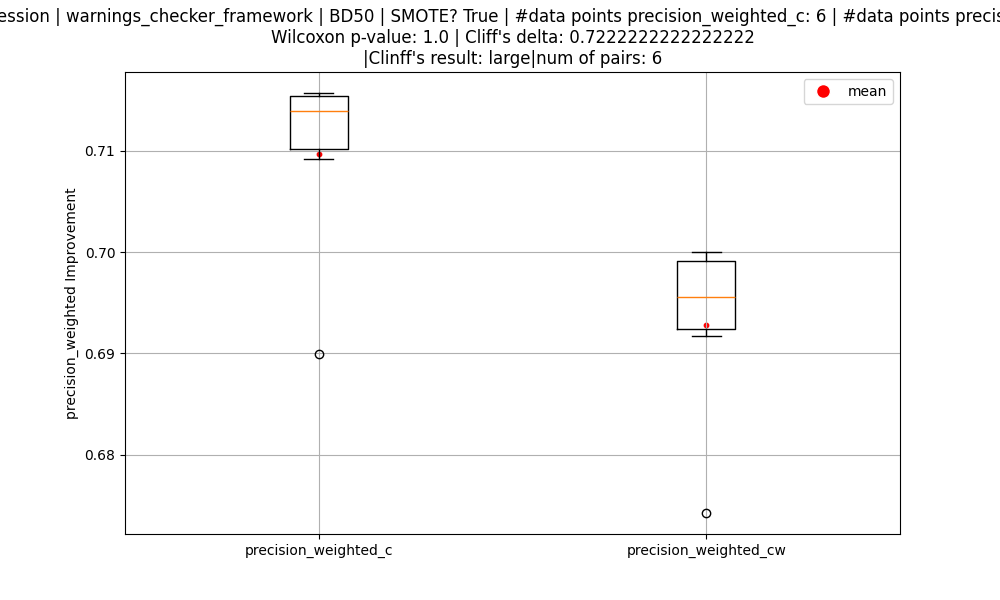 | warnings_checker_framework | BD50 | SMOTE? True | #data points precision_weighted_c: 6 | #data points
Wilcoxon p-value: 1.0 | Cliff's delta: 0.7222222222222222
|Clinff's result: large|num of pairs: 6
mean
0.71
0.70
0.69
0.68
precision_weighted Improvement
precision_weighted_c
precision_weighted_cw